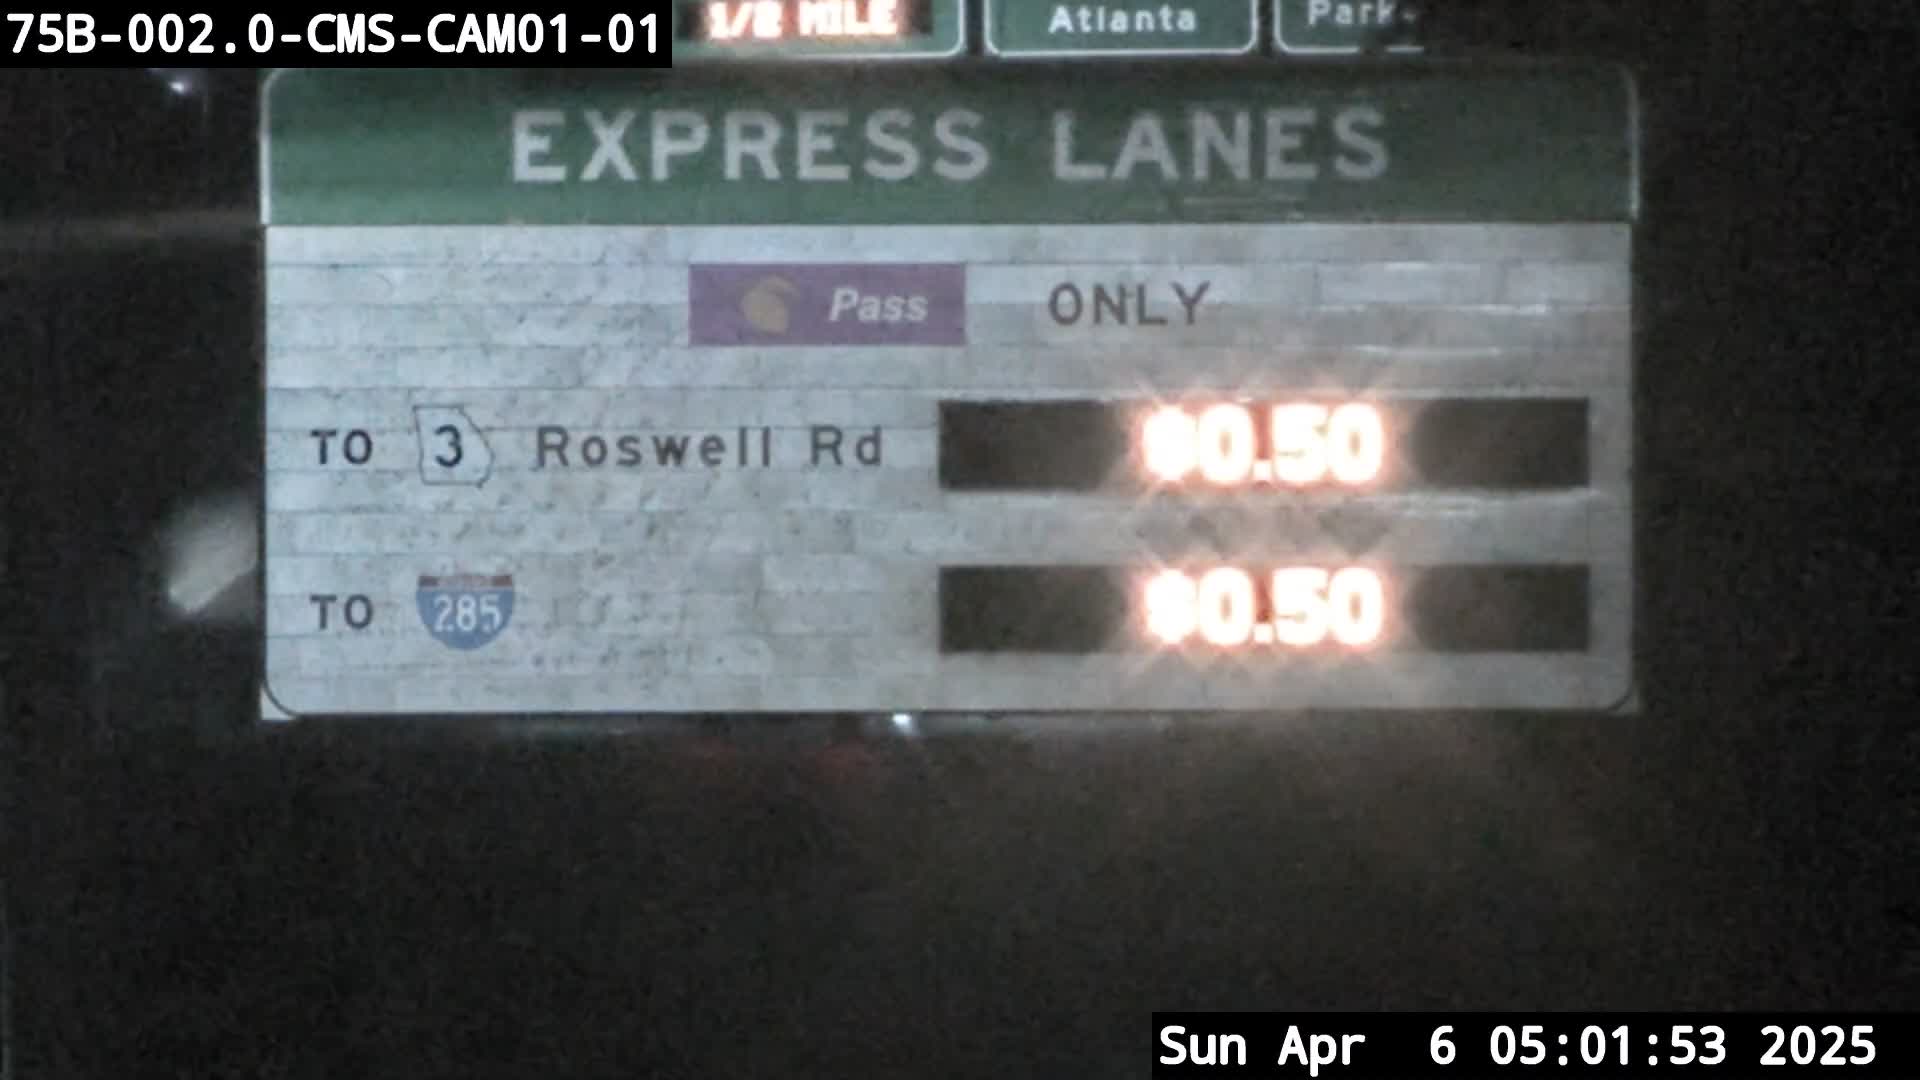 75B-002.0-CMS-CAM01-01
1/2 MILE
Atlanta
Park
EXPRESS LANES
Pass ONLY
TO 3 Roswell Rd $0.50
TO 285 $0.50
Sun Apr 6 05:01:53 2025